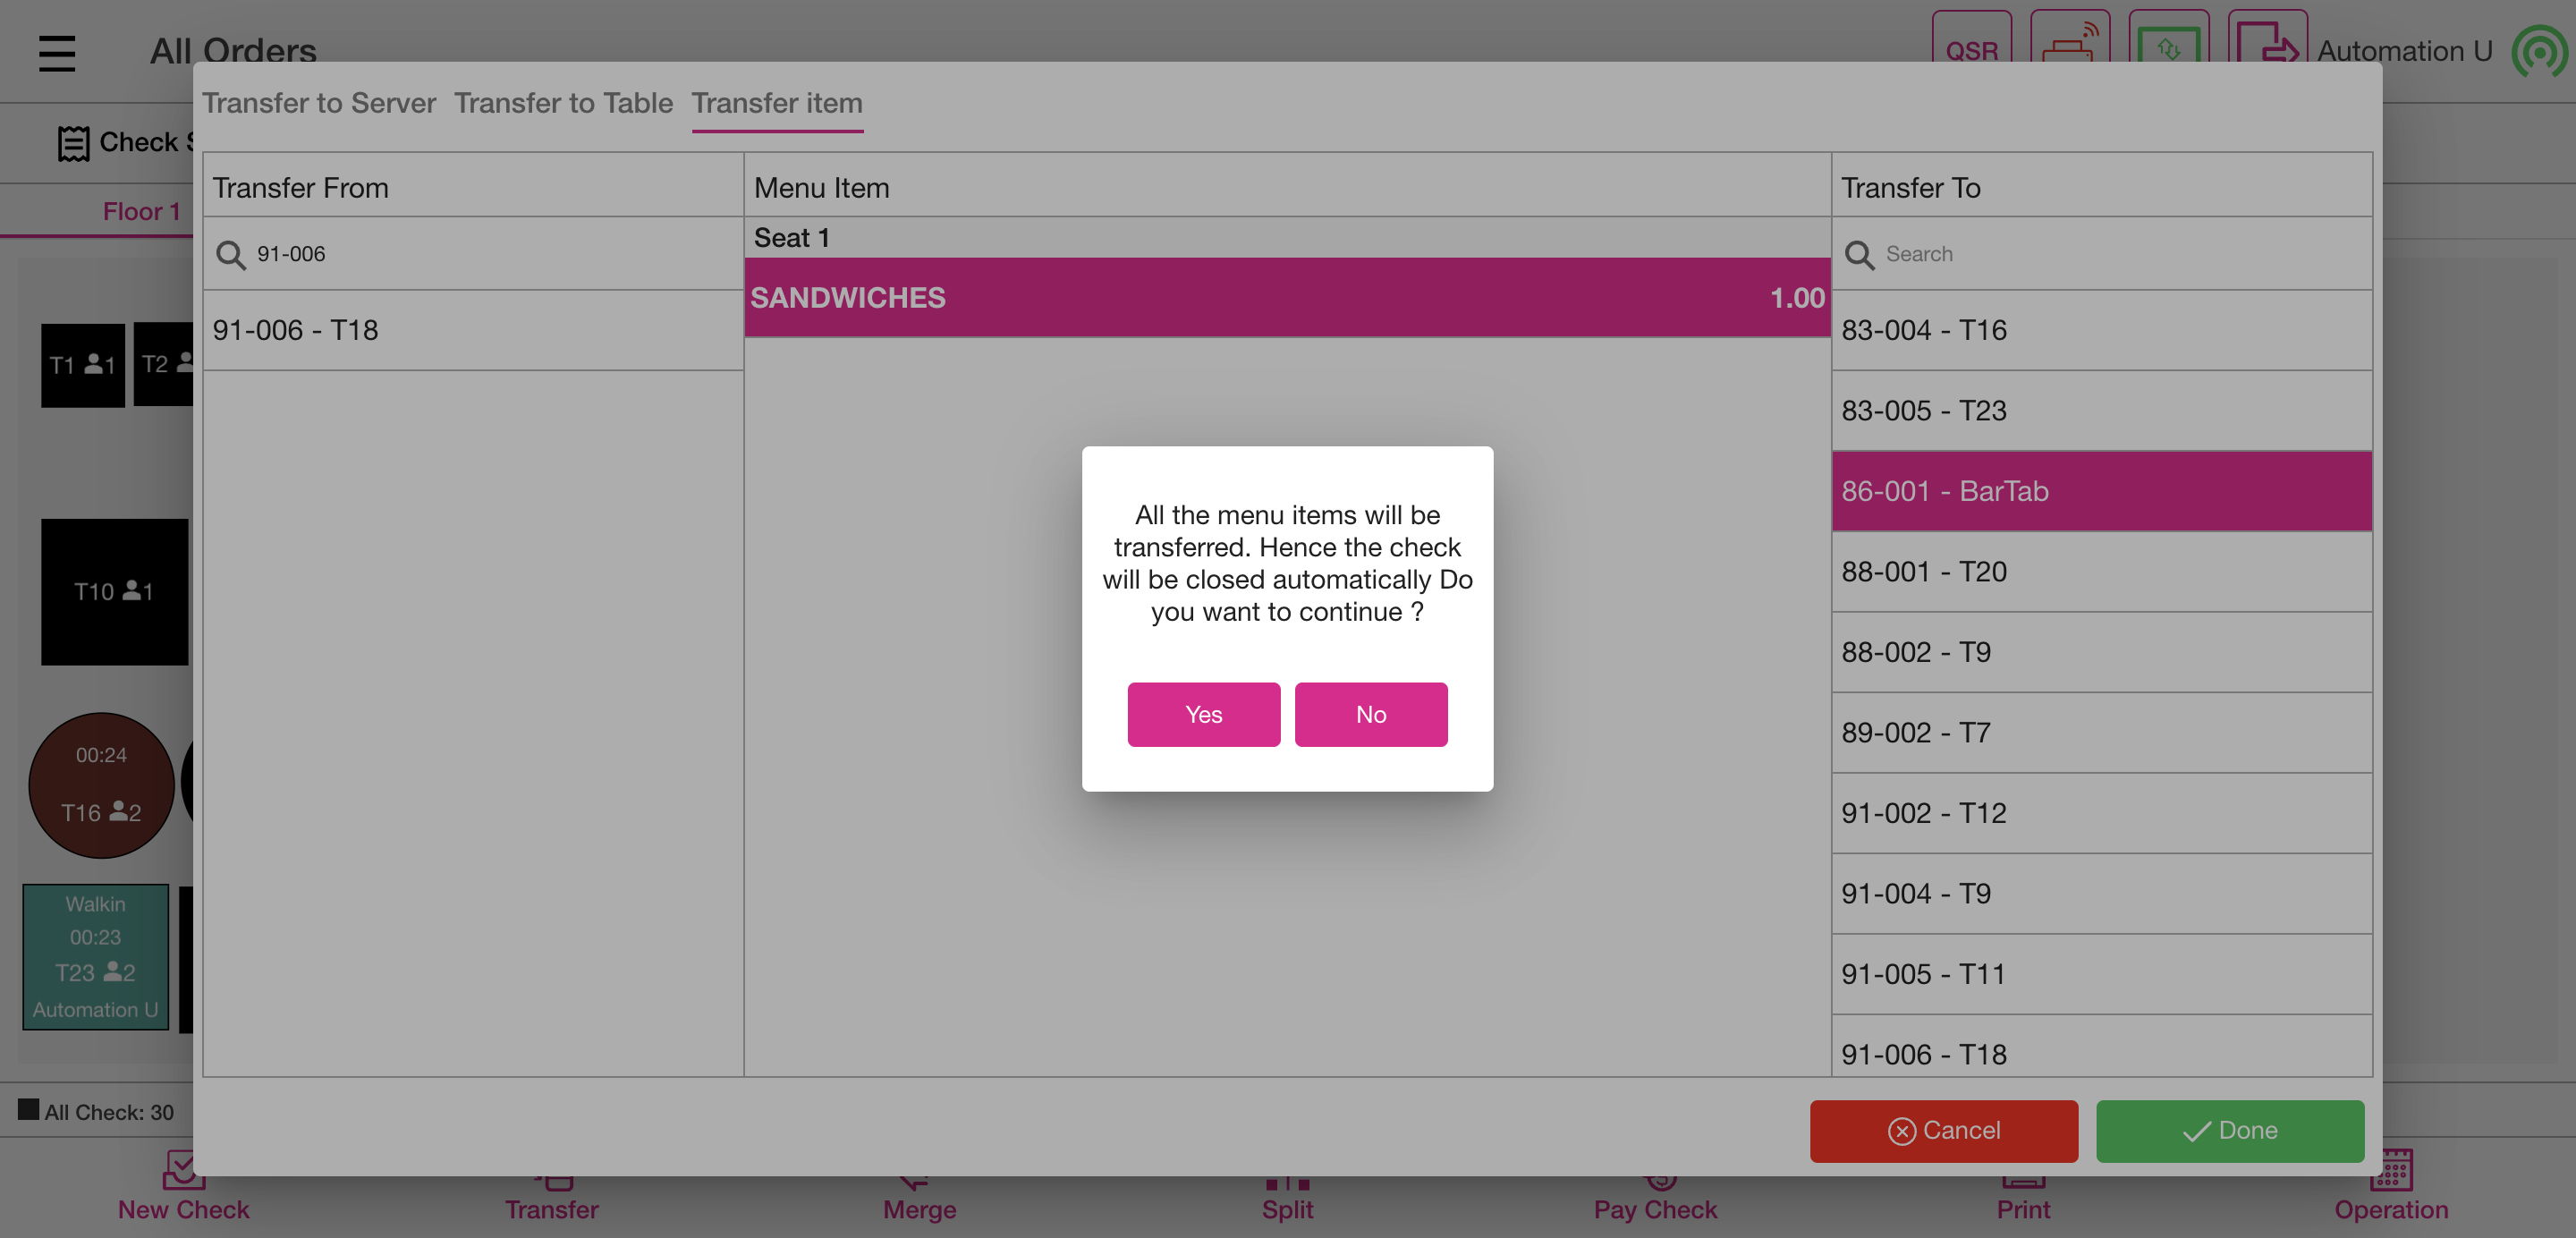 All Orders
QSR
Automation U
Transfer to Server
Transfer to Table
Transfer item
Check S
Floor 1
Transfer From
Menu Item
Transfer To
91-006
Seat 1
Search
SANDWICHES
1.00
91-006 - T18
83-004 - T16
83-005 - T23
86-001 - BarTab
88-001 - T20
88-002 - T9
89-002 - T7
91-002 - T12
91-004 - T9
91-005 - T11
91-006 - T18
T1 1
T2
T10 1
00:24
T16 2
Walkin
00:23
T23 2
Automation U
All the menu items will be
transferred. Hence the check
will be closed automatically Do
you want to continue ?
Yes
No
All Check: 30
Cancel
Done
New Check
Transfer
Merge
Split
Pay Check
Print
Operation